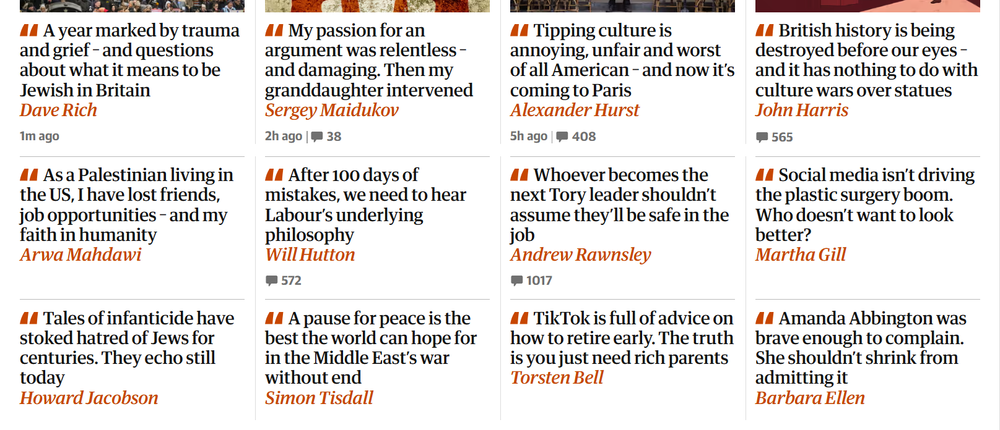 A year marked by trauma
and grief – and questions
about what it means to be
Jewish in Britain
Dave Rich
1m ago
My passion for an
argument was relentless –
and damaging. Then my
granddaughter intervened
Sergey Maidukov
2h ago | 38
Tipping culture is
annoying, unfair and worst
of all American – and now it’s
coming to Paris
Alexander Hurst
5h ago | 408
British history is being
destroyed before our eyes –
and it has nothing to do with
culture wars over statues
John Harris
565
As a Palestinian living in
the US, I have lost friends,
job opportunities – and my
faith in humanity
Arwa Mahdawi
After 100 days of
mistakes, we need to hear
Labour’s underlying
philosophy
Will Hutton
572
Whoever becomes the
next Tory leader shouldn’t
assume they’ll be safe in the
job
Andrew Rawnsley
1017
Social media isn’t driving
the plastic surgery boom.
Who doesn’t want to look
better?
Martha Gill
Tales of infanticide have
stoked hatred of Jews for
centuries. They echo still
today
Howard Jacobson
A pause for peace is the
best the world can hope for
in the Middle East’s war
without end
Simon Tisdall
TikTok is full of advice on
how to retire early. The truth
is you just need rich parents
Torsten Bell
Amanda Abbington was
brave enough to complain.
She shouldn’t shrink from
admitting it
Barbara Ellen